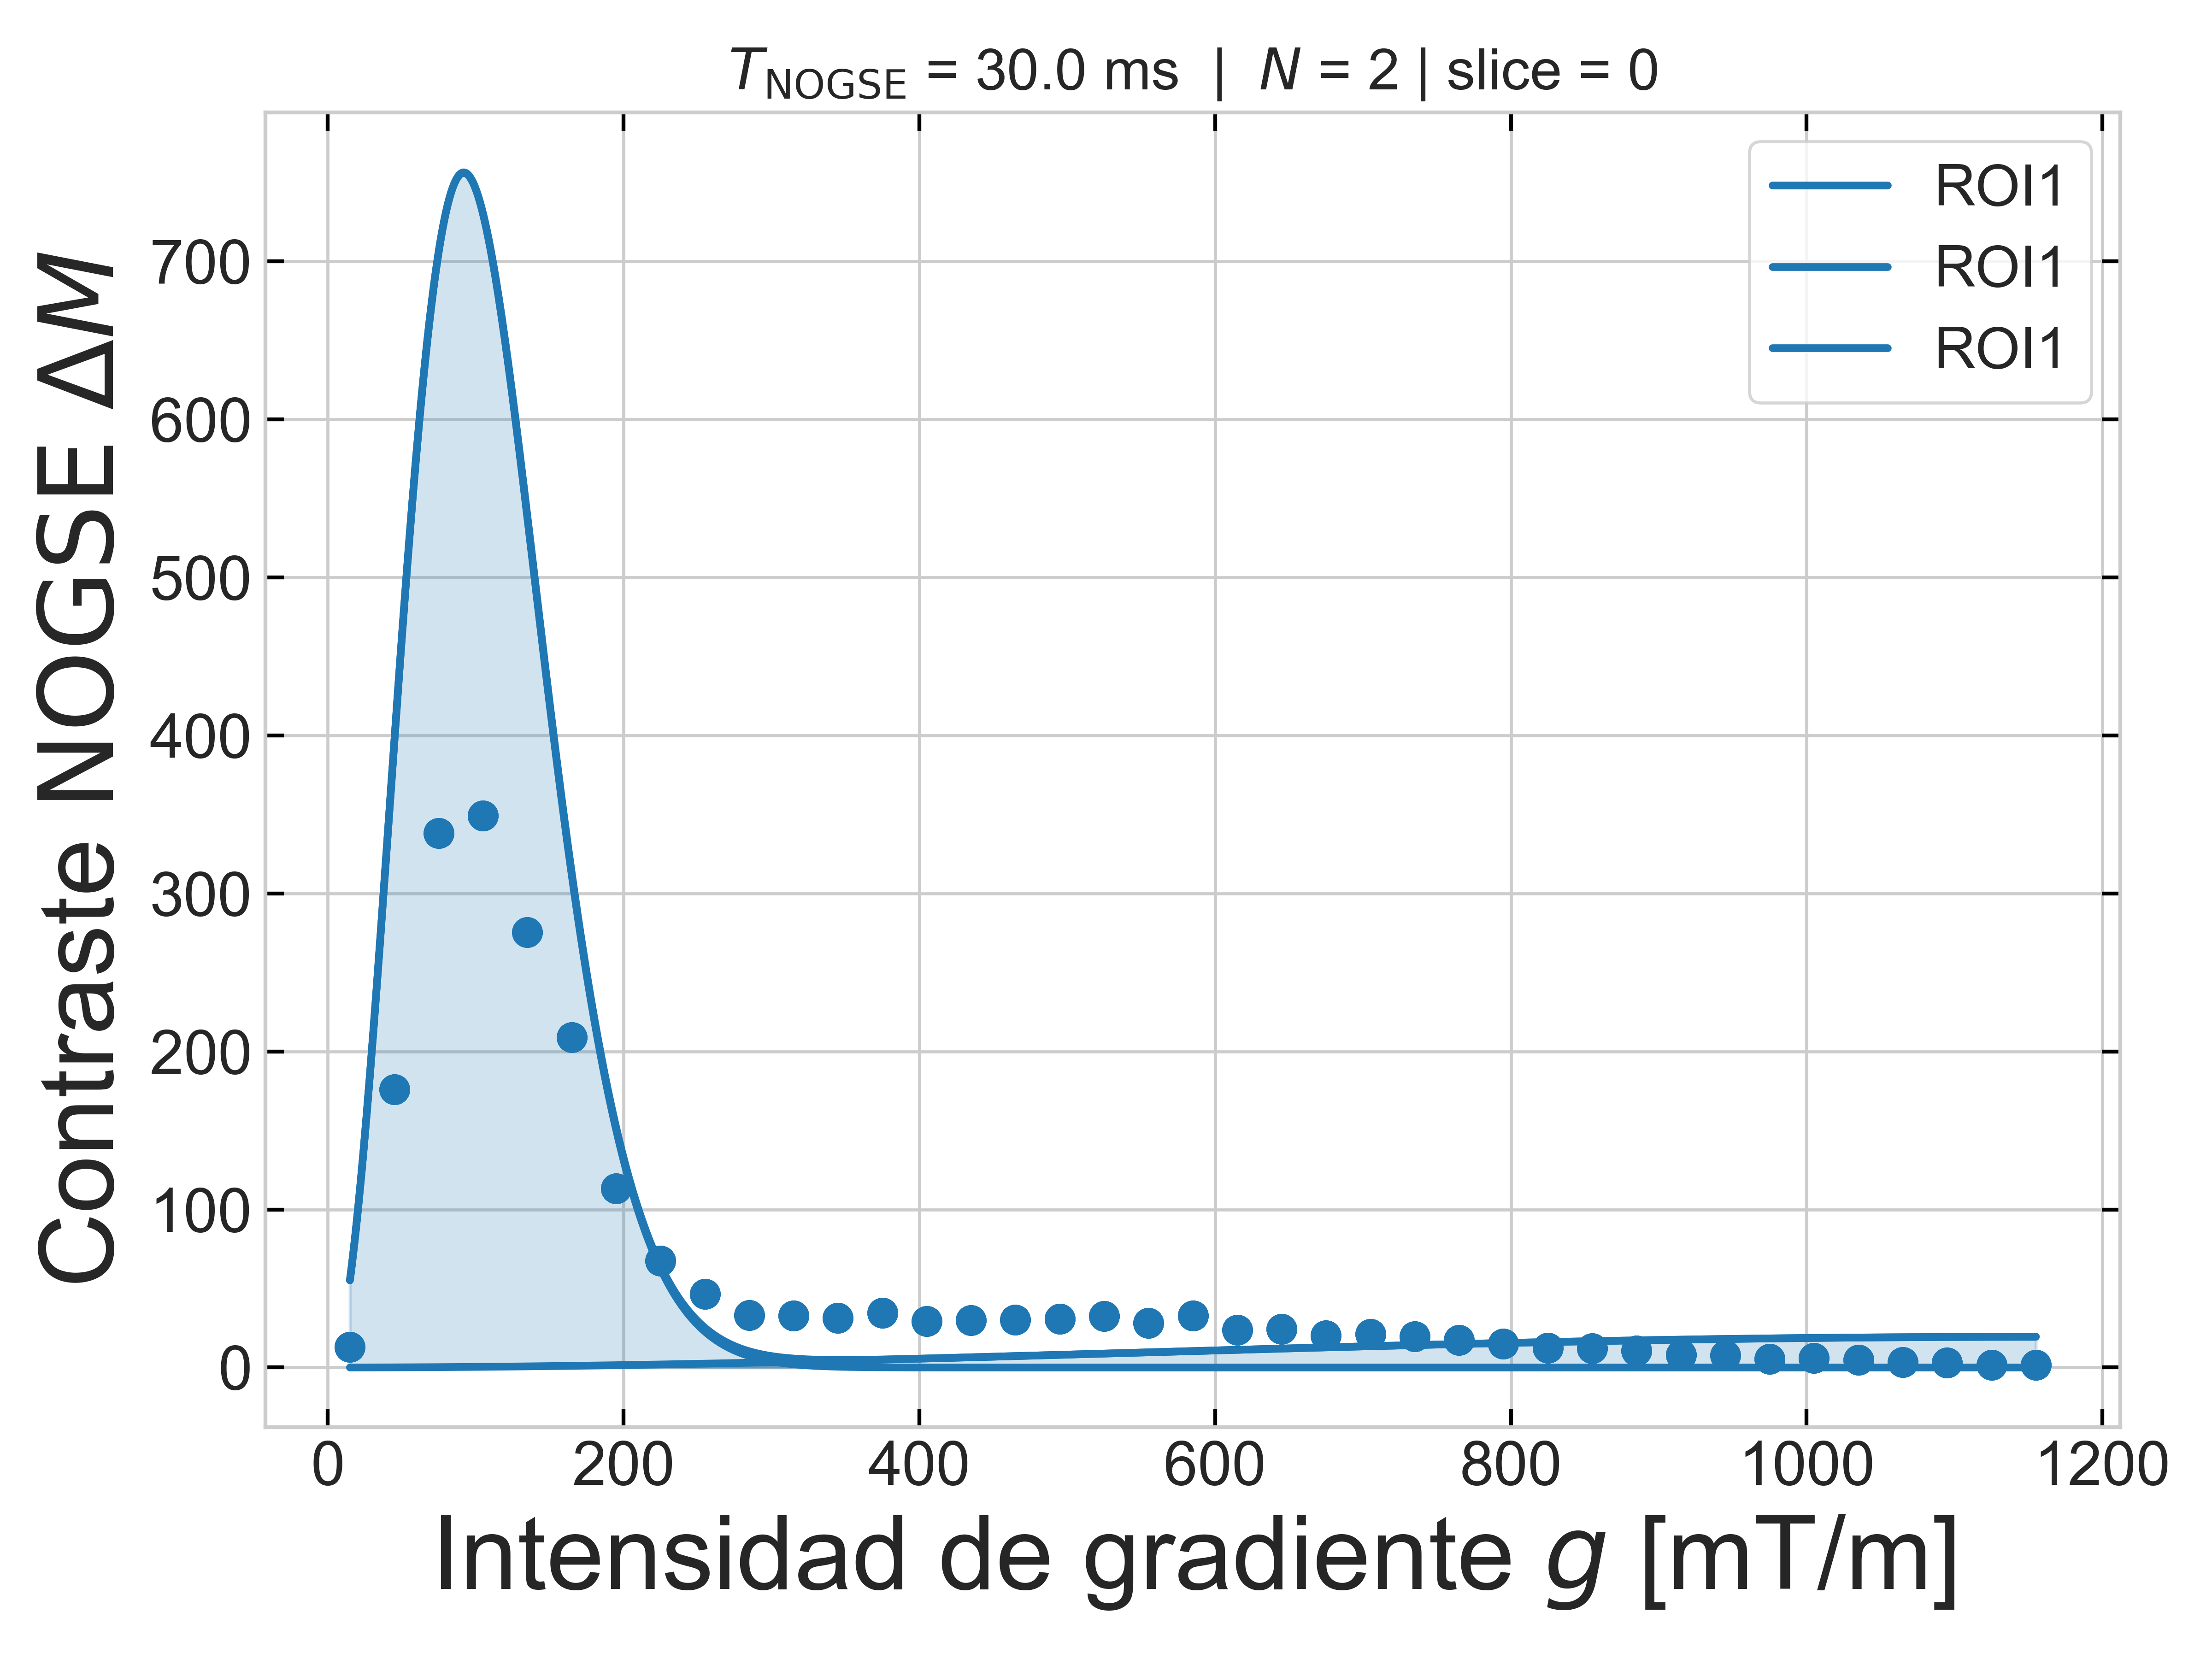 T_NOGSE = 30.0 ms | N = 2 | slice = 0
Contraste NOGSE ΔM
700
600
500
400
300
200
100
0
ROI1
ROI1
ROI1
0 200 400 600 800 1000 1200
Intensidad de gradiente g [mT/m]